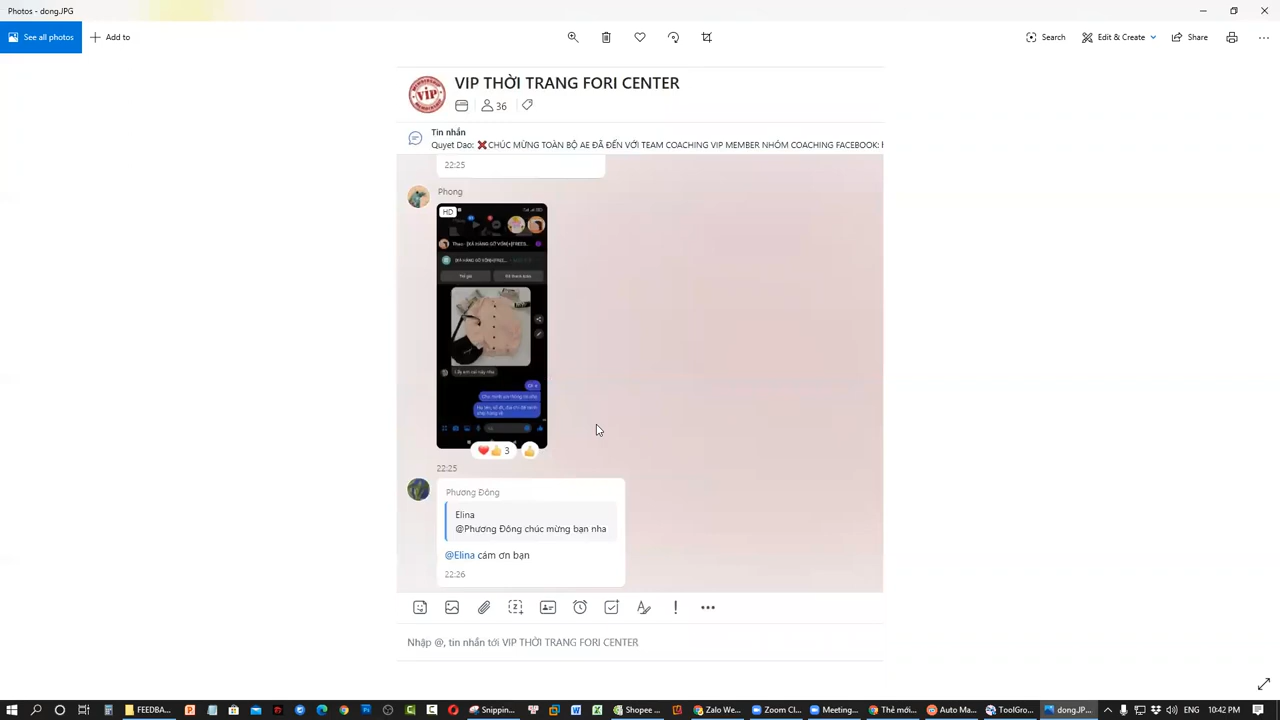 Photos - dong.JPG
See all photos
Add to
Search
Edit & Create
Share
VIP
VIP THỜI TRANG FORI CENTER
36
Tin nhắn
Quyet Dao: ❌CHÚC MỪNG TOÀN BỘ AE ĐÃ ĐẾN VỚI TEAM COACHING VIP MEMBER NHÓM COACHING FACEBOOK:
22:25
Phong
HD
3
22:25
Phương Đông
Elina
@Phương Đông chúc mừng bạn nha
@Elina cám ơn bạn
22:26
Nhập @, tin nhắn tới VIP THỜI TRANG FORI CENTER
FEEDBA...
Snippin...
Shopee ...
Zalo We...
Zoom Cl...
Meeting...
Thẻ mới...
Auto Ma...
ToolGro...
dong.JP...
ENG
10:42 PM